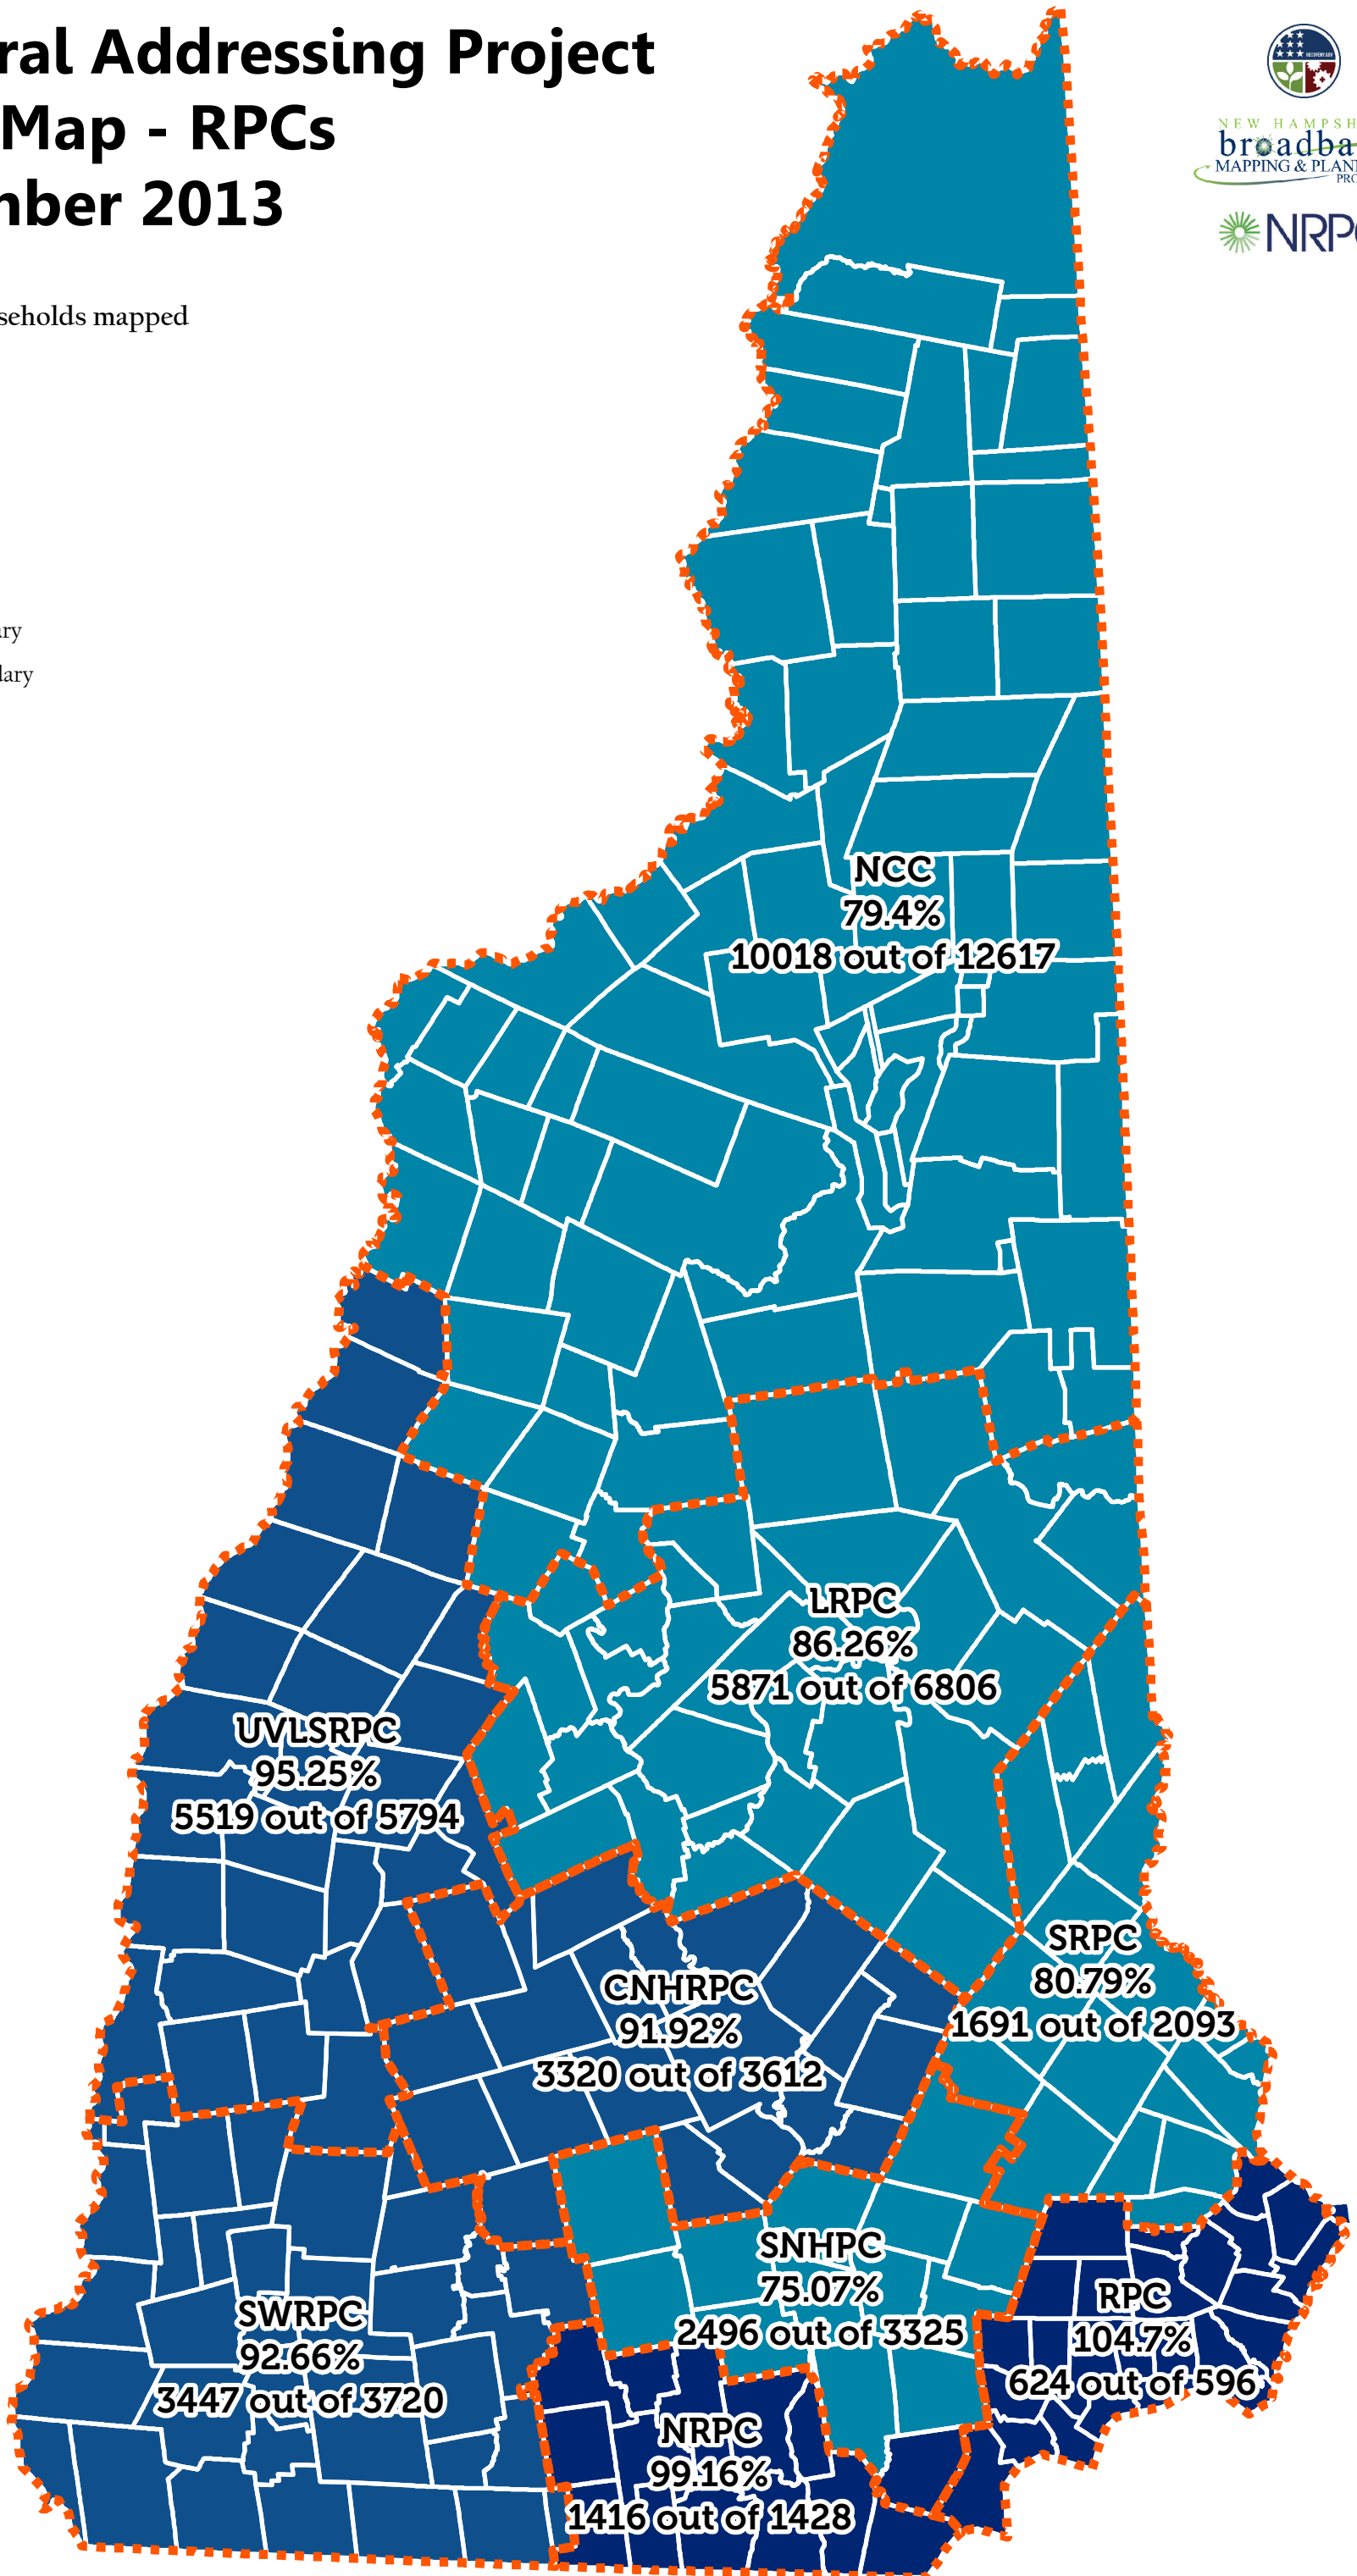 ral Addressing Project
Map - RPCs
nber 2013
RECOVERY.GOV
NEW HAMPSH
broadba
MAPPING & PLAN
PRO
NRPC
seholds mapped
ary
dary
NCC
79.4%
10018 out of 12617
LRPC
86.26%
5871 out of 6806
UVLSRPC
95.25%
5519 out of 5794
SRPC
80.79%
1691 out of 2093
CNHRPC
91.92%
3320 out of 3612
SNHPC
75.07%
2496 out of 3325
RPC
104.7%
624 out of 596
SWRPC
92.66%
3447 out of 3720
NRPC
99.16%
1416 out of 1428